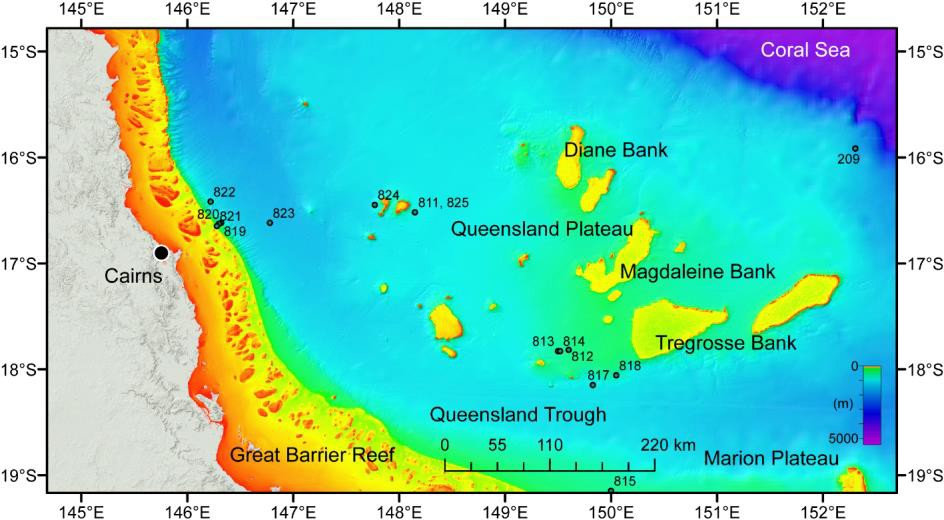 145°E 146°E 147°E 148°E 149°E 150°E 151°E 152°E
15°S 15°S
Coral Sea
16°S Diane Bank 16°S
209
822 824
811, 825
820 821 823
819
Queensland Plateau
17°S 17°S
Cairns Magdaleine Bank
813 814 Tregrosse Bank
812
18°S 818 18°S
817
0
(m)
Queensland Trough
0 55 110 220 km
5000
Great Barrier Reef Marion Plateau
19°S 19°S
815
145°E 146°E 147°E 148°E 149°E 150°E 151°E 152°E